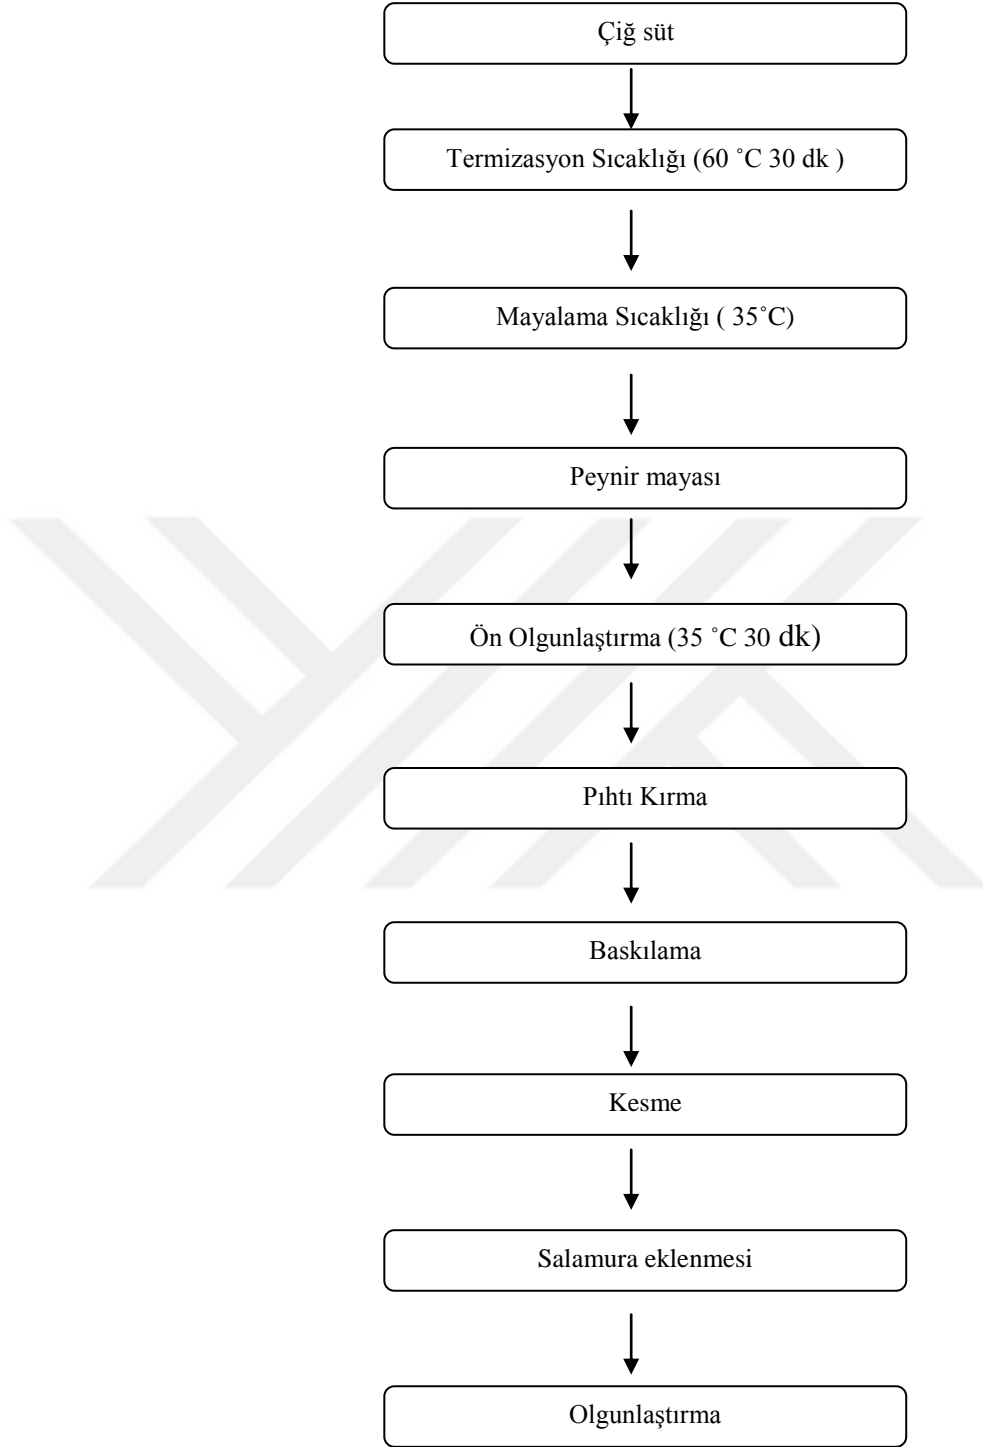 Çiğ süt
Termizasyon Sıcaklığı (60 ˚C 30 dk )
Mayalama Sıcaklığı ( 35˚C)
Peynir mayası
Ön Olgunlaştırma (35 ˚C 30 dk)
Pıhtı Kırma
Baskılama
Kesme
Salamura eklenmesi
Olgunlaştırma